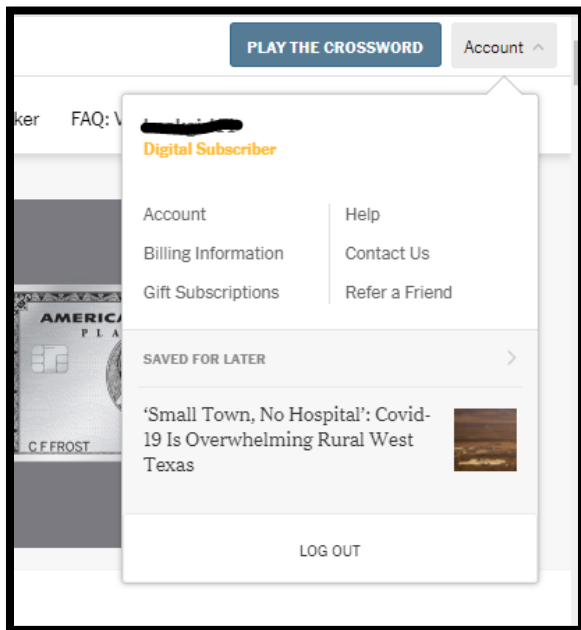 PLAY THE CROSSWORD
Account
ker FAQ: V
Digital Subscriber
Account
Help
Billing Information
Contact Us
Gift Subscriptions
Refer a Friend
AMERIC
PLA
C F FROST
SAVED FOR LATER
‘Small Town, No Hospital’: Covid-
19 Is Overwhelming Rural West
Texas
LOG OUT